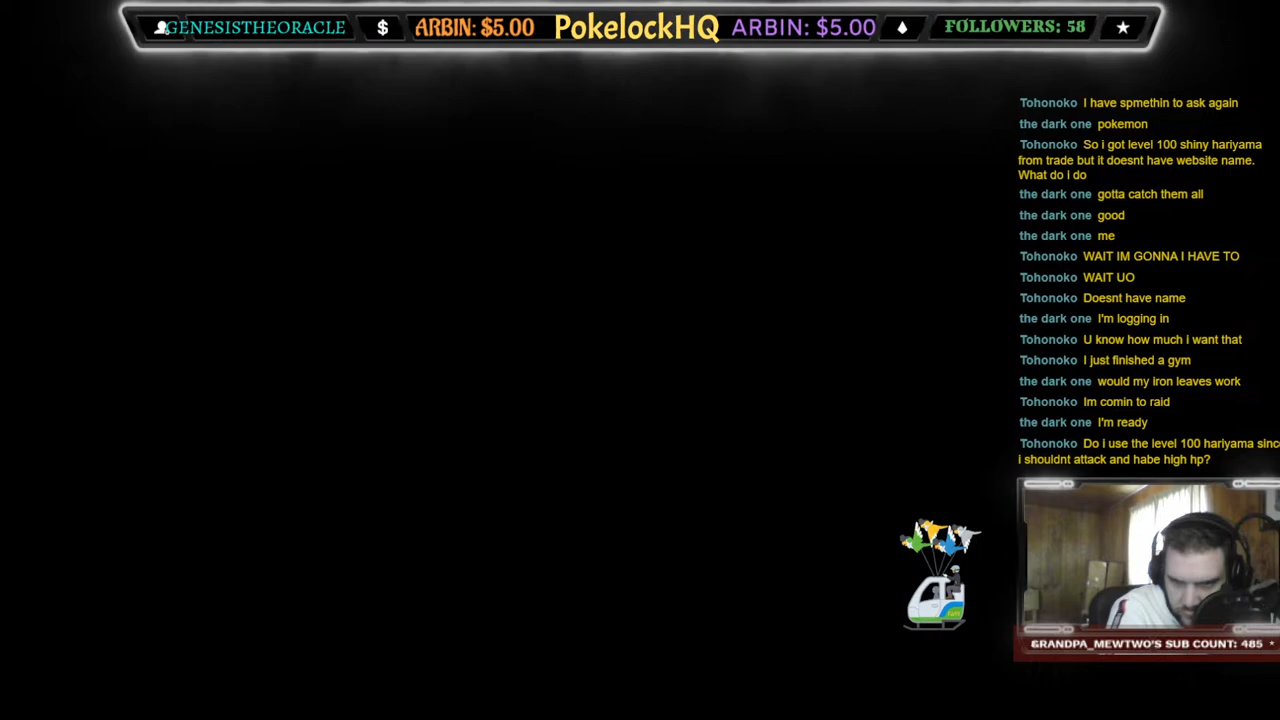 GENESISTHEORACLE $ ARBIN: $5.00 PokelockHQ ARBIN: $5.00 FOLLOWERS: 58
Tohonoko I have spmethin to ask again
the dark one pokemon
Tohonoko So i got level 100 shiny hariyama
from trade but it doesnt have website name.
What do i do
the dark one gotta catch them all
the dark one good
the dark one me
Tohonoko WAIT IM GONNA I HAVE TO
Tohonoko WAIT UO
Tohonoko Doesnt have name
the dark one I'm logging in
Tohonoko U know how much i want that
Tohonoko I just finished a gym
the dark one would my iron leaves work
Tohonoko Im comin to raid
the dark one I'm ready
Tohonoko Do i use the level 100 hariyama sinc
i shouldnt attack and habe high hp?
GRANDPA_MEWTWO'S SUB COUNT: 485 *